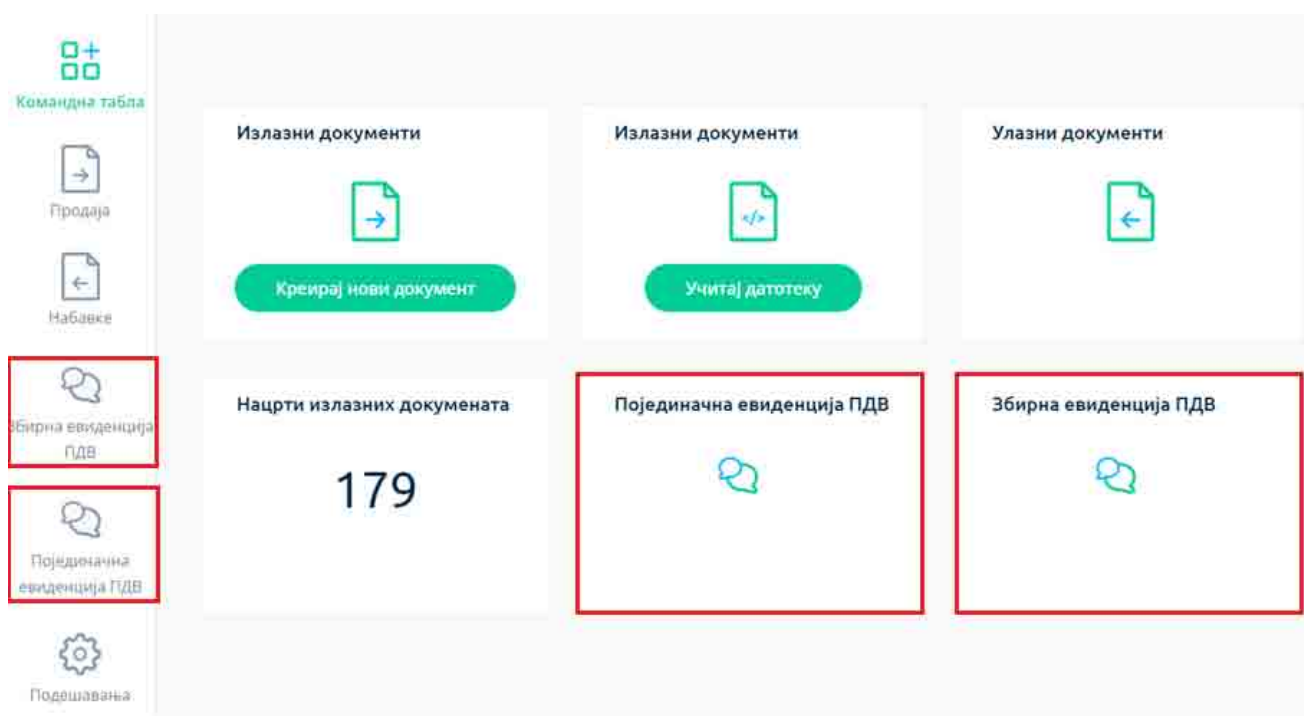 Командна табла
Продаја
Набавке
Збирна евиденција
ПДВ
Појединачна
евиденција ПДВ
Подешавања
Излазни документи
Креирај нови документ
Излазни документи
</>
Учитај датотеку
Улазни документи
Нацрти излазних докумената
179
Појединачна евиденција ПДВ
Збирна евиденција ПДВ